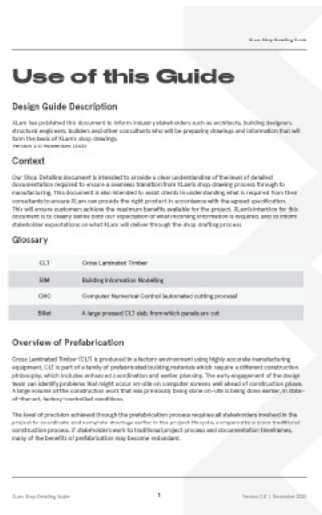 XLam Shop Detailing Guide
Use of this Guide
Design Guide Description
XLam has published this document to inform industry stakeholders such as architects, building designers,
structural engineers, builders and other consultants who will be preparing drawings and information that will
form the basis of XLam's shop drawing.
Version 2.0 November 2020
Context
Our Shop Detailing document is intended to provide a clear understanding of the level of detailed
documentation required to ensure a seamless transition from XLam's shop drawing process through to
manufacturing. This document is also intended to assist clients to understand what is required from their
consultants to ensure XLam can provide the right product in accordance with the agreed specification.
This will ensure customers achieve the maximum benefits available for the project. XLam's intention for this
document is to clearly define both our expectation of what incoming information is required, and to inform
stakeholder expectations on what XLam will deliver through the shop drafting process.
Glossary
CLT Cross Laminated Timber
BIM Building Information Modelling
CNC Computer Numerical Control (automated cutting process)
Billet A large pressed CLT slab, from which panels are cut
Overview of Prefabrication
Cross Laminated Timber (CLT) is produced in a factory environment using highly accurate manufacturing
equipment. CLT is part of a family of prefabricated building materials which require a different construction
philosophy, which includes enhanced coordination and earlier planning. The early engagement of the design
team can identify problems that might occur on-site on computer screens well ahead of construction phase.
A large volume of the construction work that was previously being done on-site is being done earlier, in state-
of-the-art, factory-controlled conditions.
The level of precision achieved through the prefabrication process requires all stakeholders involved in the
project to coordinate and complete drawings earlier in the project lifecycle, compared to a more traditional
construction process. If stakeholders work to traditional project process and documentation timeframes,
many of the benefits of prefabrication may become redundant.
XLam Shop Detailing Guide
Version 2.0 | November 2020